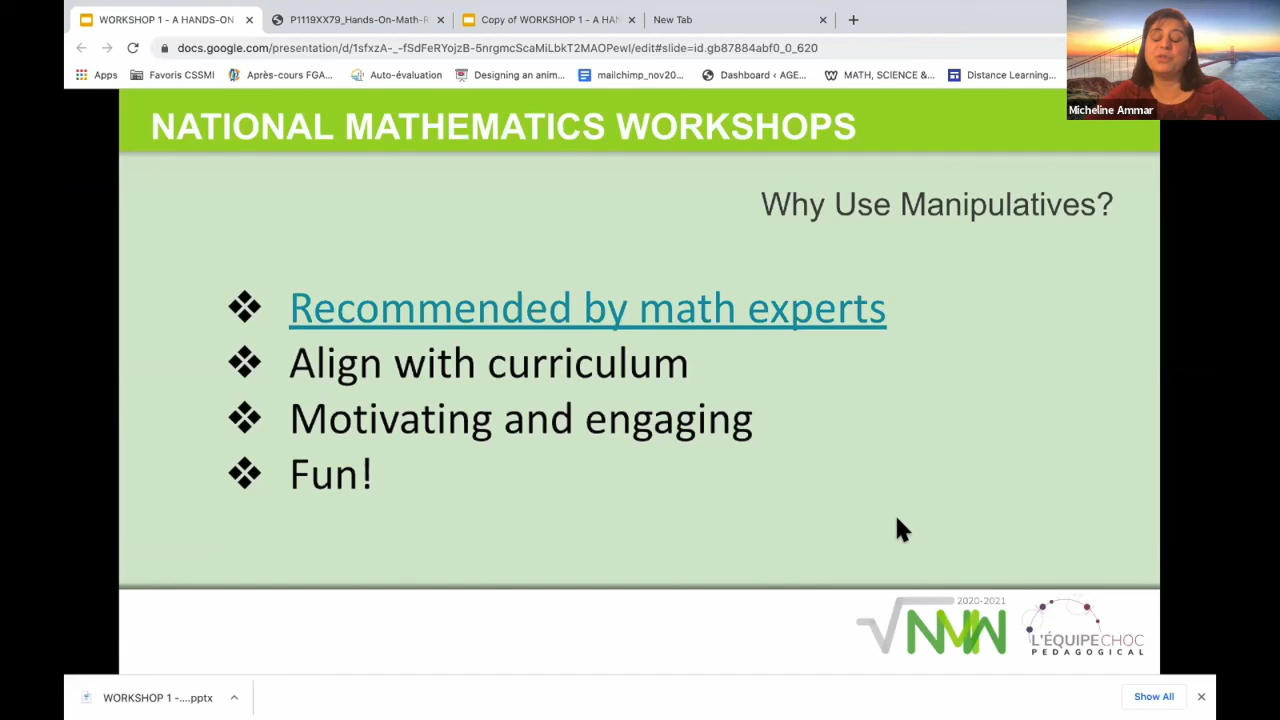 WORKSHOP 1 - A HANDS-ON
P1119XX79_Hands-On-Math-R
Copy of WORKSHOP 1 - A HAN
New Tab
docs.google.com/presentation/d/1sfxzA-_-fSdFeRYojzB-5nrgmcScaMiLbkT2MAOPewI/edit#slide=id.gb87884abf0_0_620
Apps
Favoris CSSMI
Après-cours FGA...
Auto-évaluation
Designing an anim...
mailchimp_nov20...
Dashboard ‹ AGE...
MATH, SCIENCE &...
Distance Learning...
Micheline Ammar
NATIONAL MATHEMATICS WORKSHOPS
Why Use Manipulatives?
❖ Recommended by math experts
❖ Align with curriculum
❖ Motivating and engaging
❖ Fun!
2020-2021
NMW
L'ÉQUIPECHOC
PEDAGOGICAL
WORKSHOP 1 -....pptx
Show All